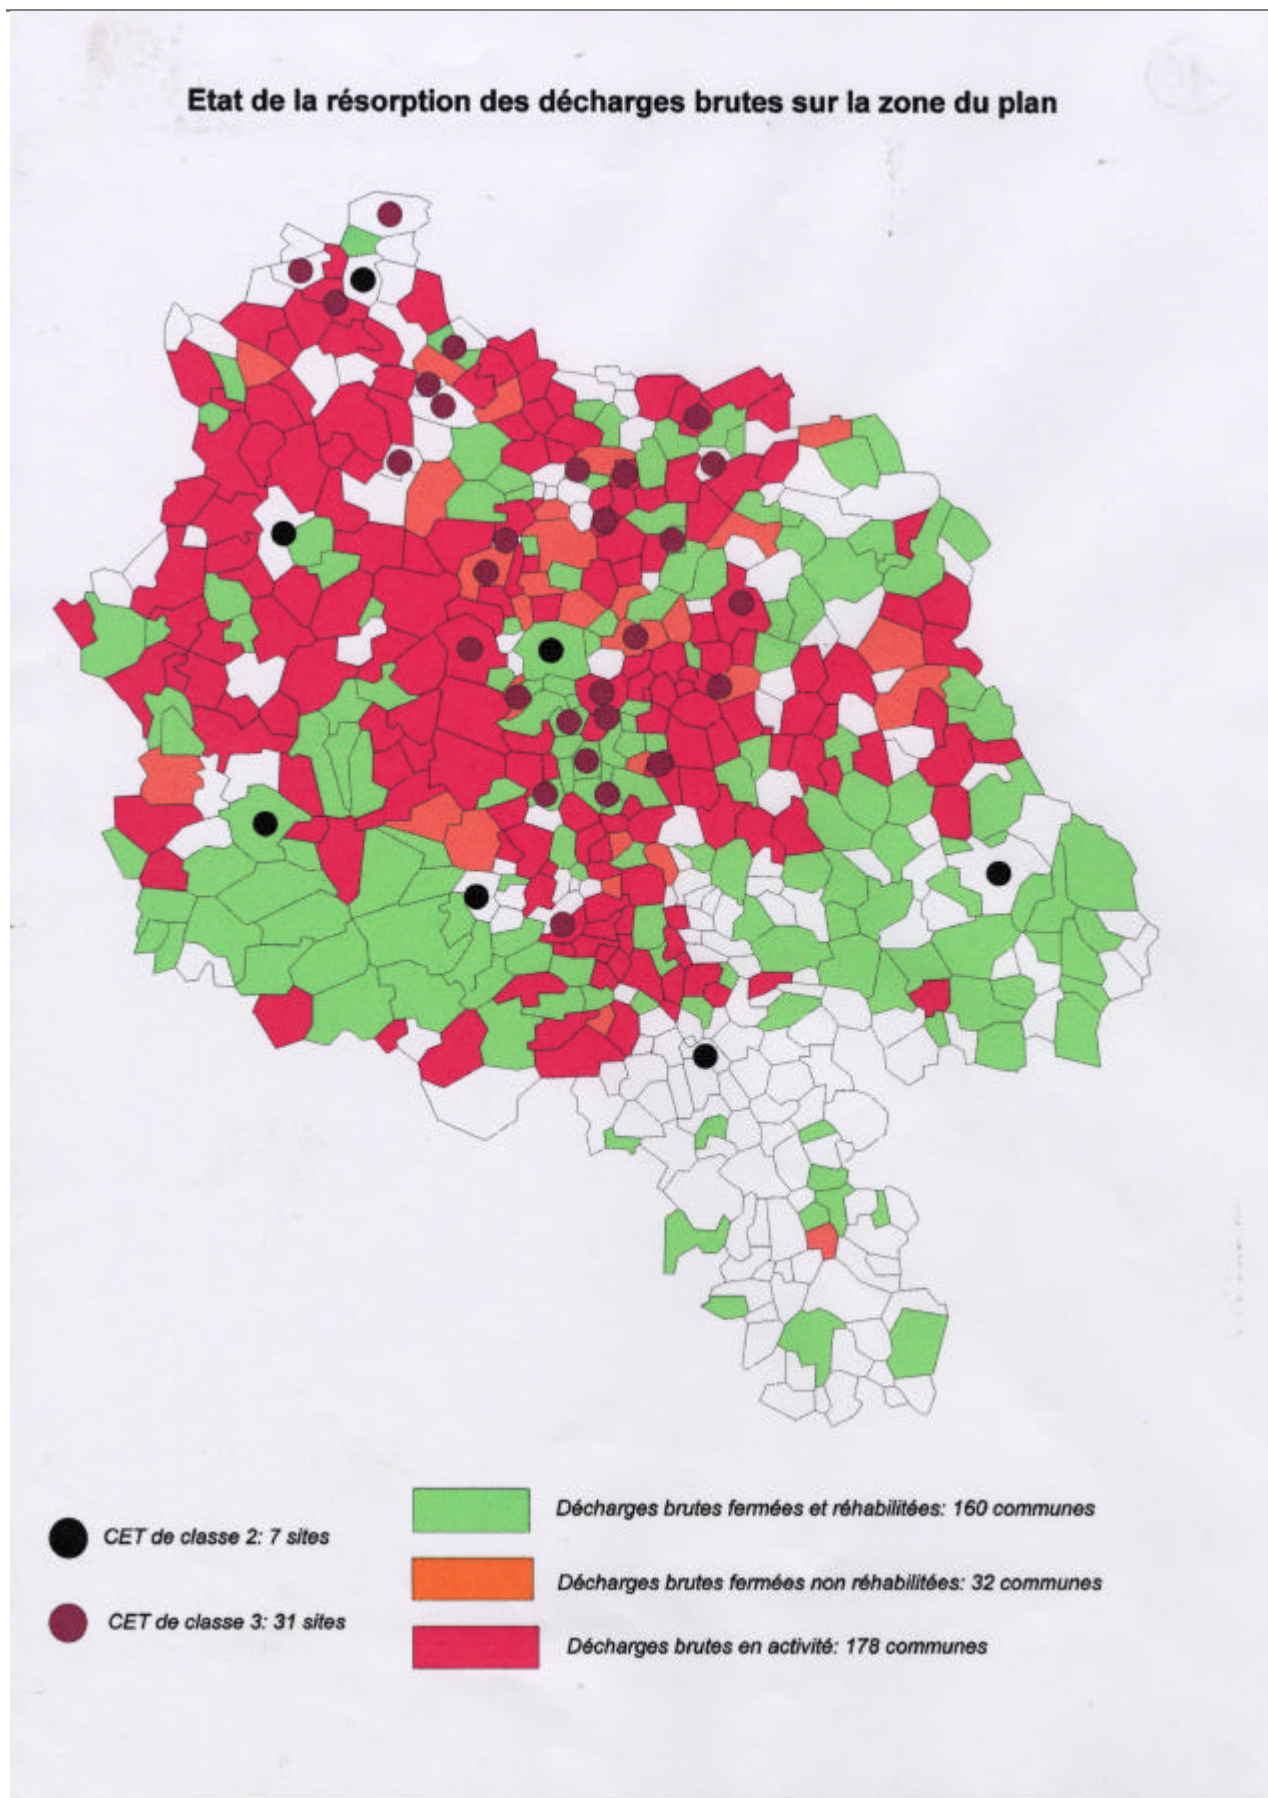 Etat de la résorption des décharges brutes sur la zone du plan
Décharges brutes fermées et réhabilitées: 160 communes
CET de classe 2: 7 sites
Décharges brutes fermées non réhabilitées: 32 communes
CET de classe 3: 31 sites
Décharges brutes en activité: 178 communes